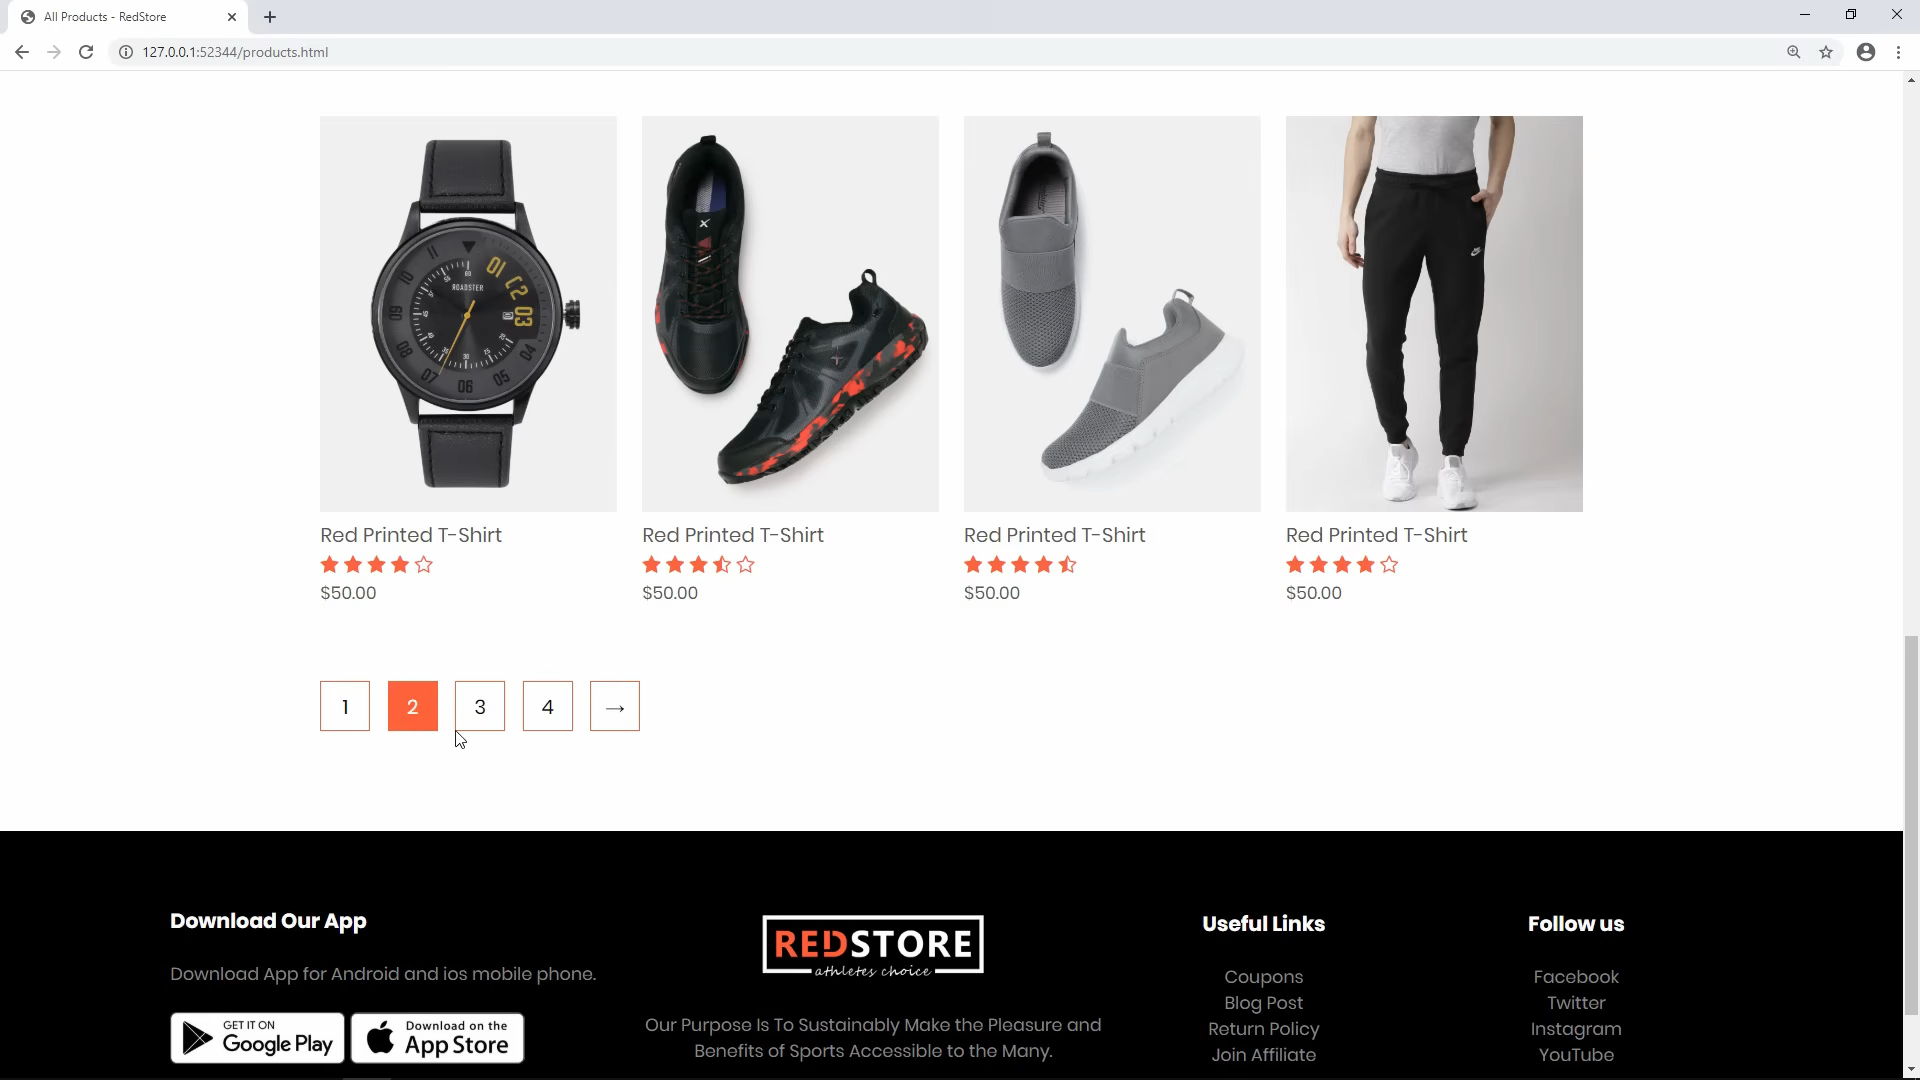 All Products - RedStore
127.0.0.1:52344/products.html
ROADSTER
Red Printed T-Shirt
$50.00
Red Printed T-Shirt
$50.00
Red Printed T-Shirt
$50.00
Red Printed T-Shirt
$50.00
1 2 3 4 →
Download Our App
Download App for Android and ios mobile phone.
GET IT ON
Google Play
Download on the
App Store
REDSTORE
athletes choice
Our Purpose Is To Sustainably Make the Pleasure and
Benefits of Sports Accessible to the Many.
Useful Links
Coupons
Blog Post
Return Policy
Join Affiliate
Follow us
Facebook
Twitter
Instagram
YouTube